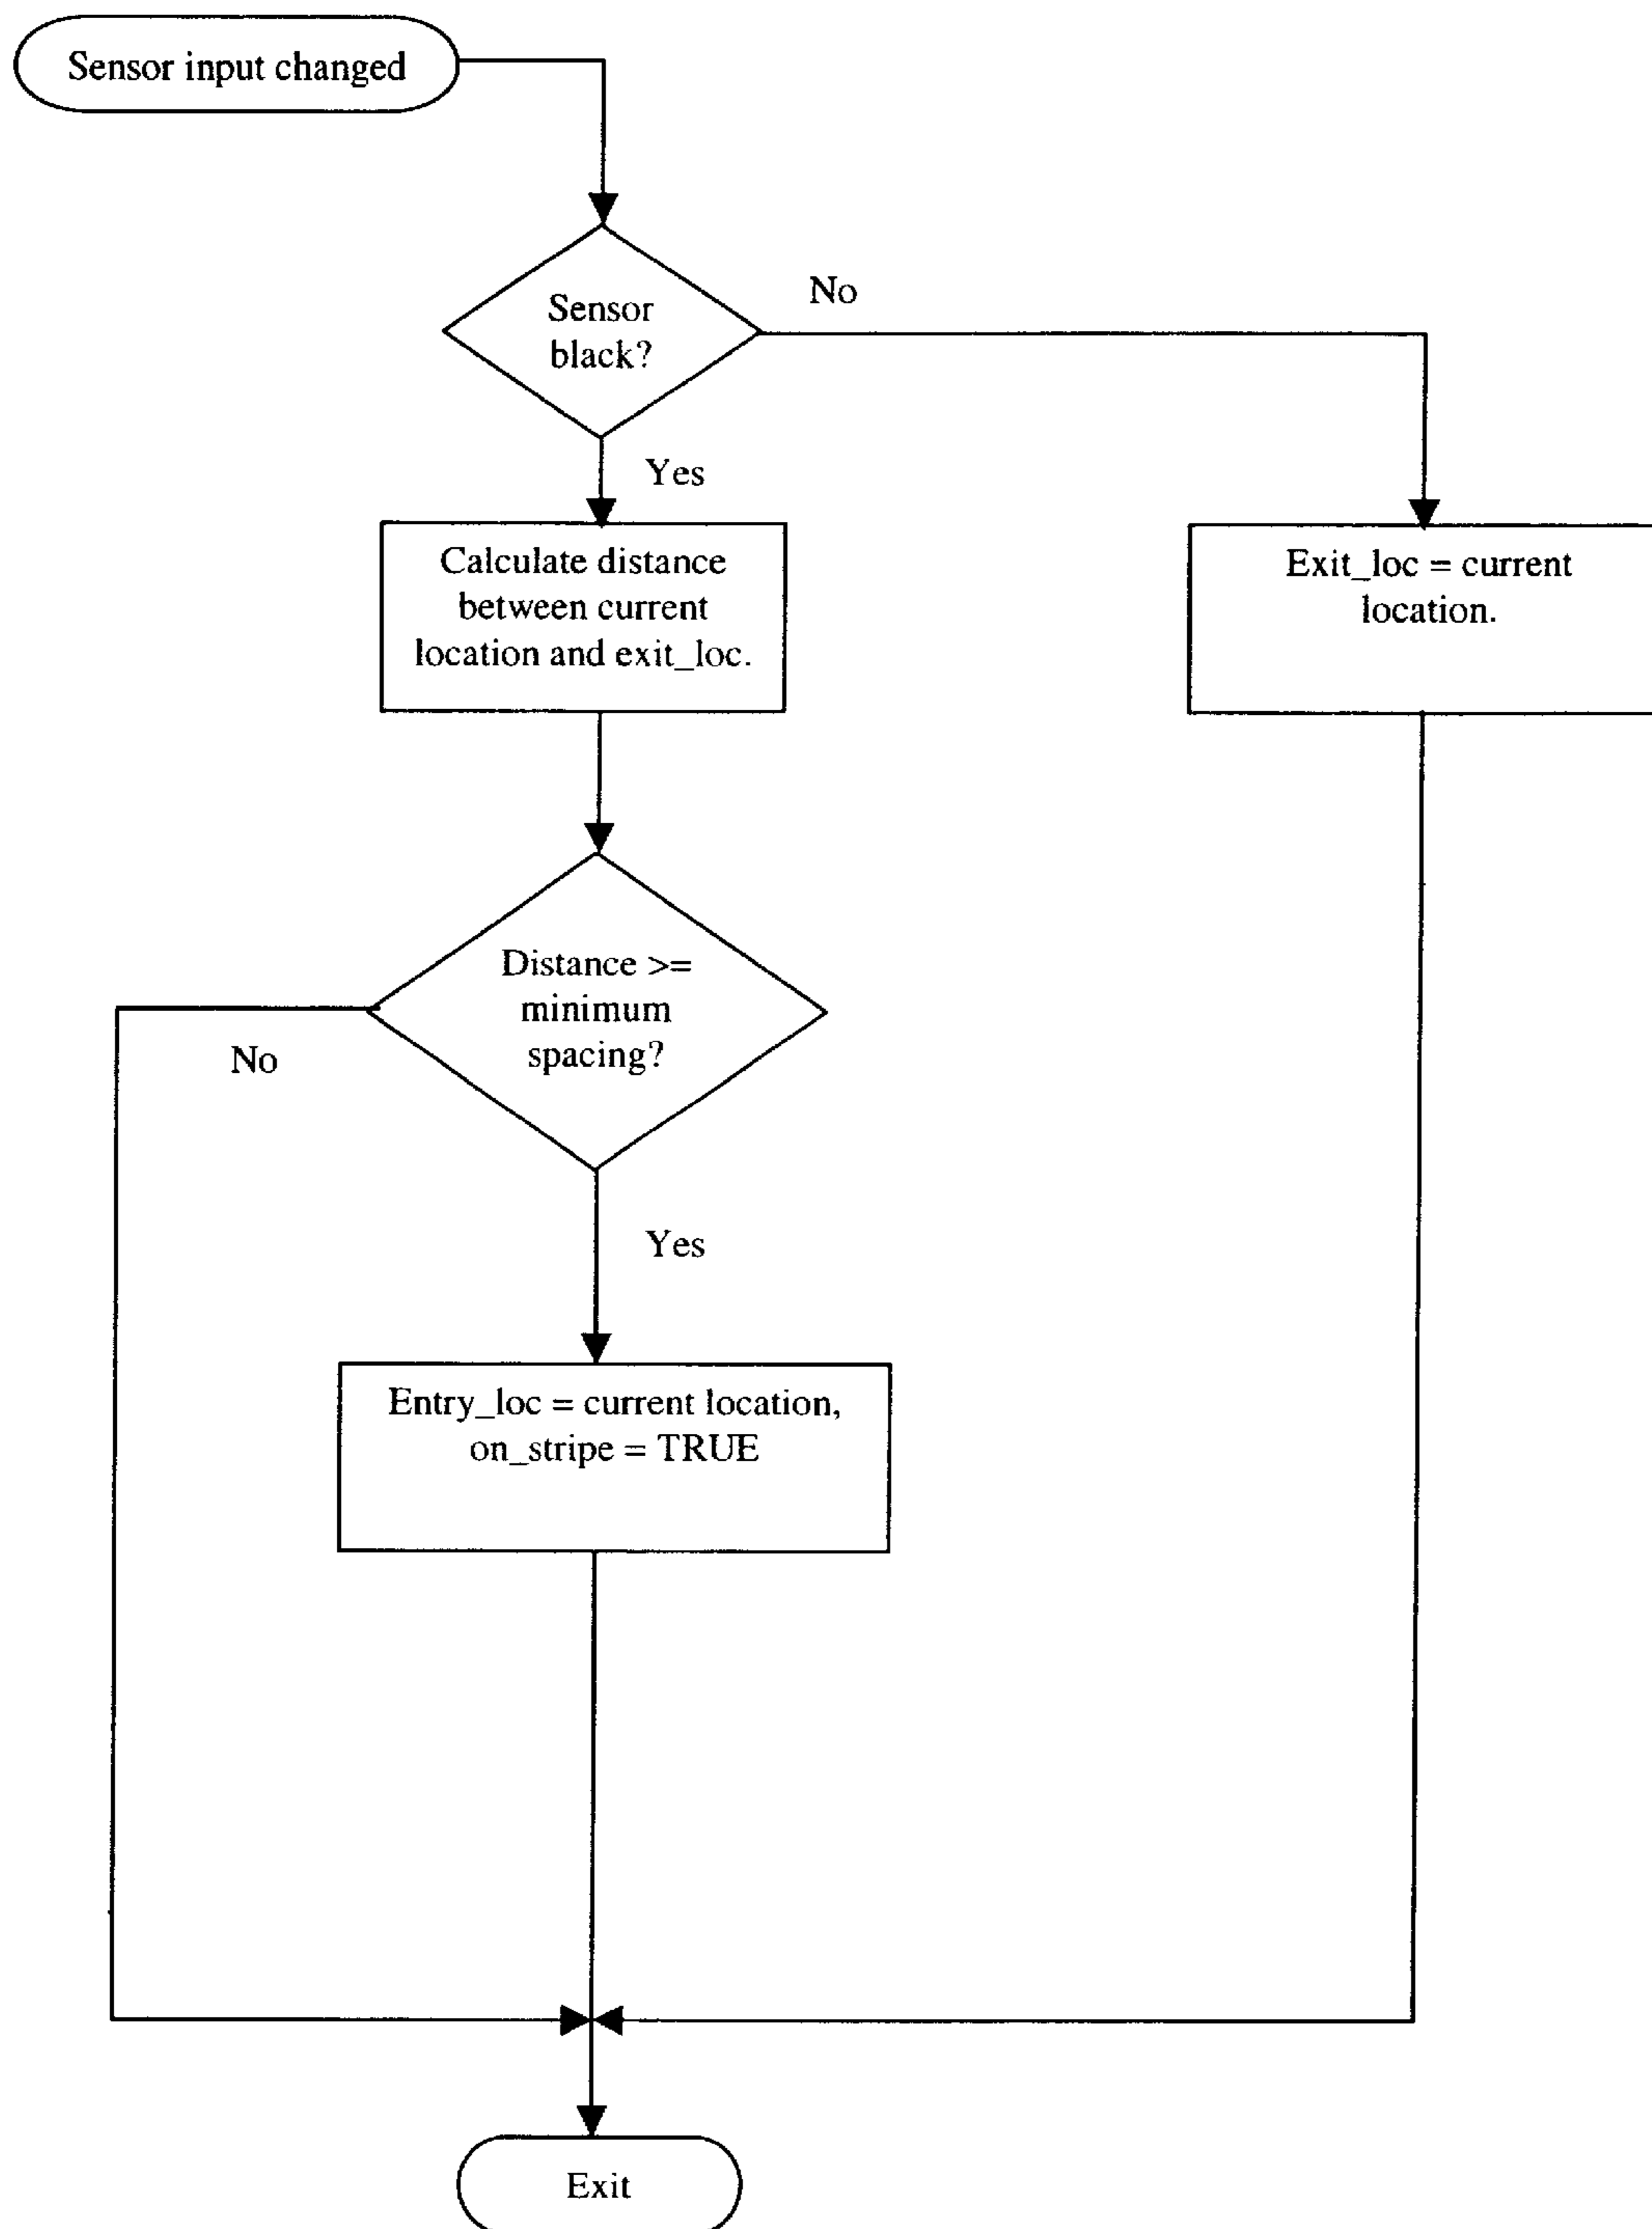 Sensor input changed
Sensor
black?
No
Yes
Calculate distance
between current
location and exit_loc.
Exit_loc = current
location.
Distance >=
minimum
spacing?
No
Yes
Entry_loc = current location,
on_stripe = TRUE
Exit